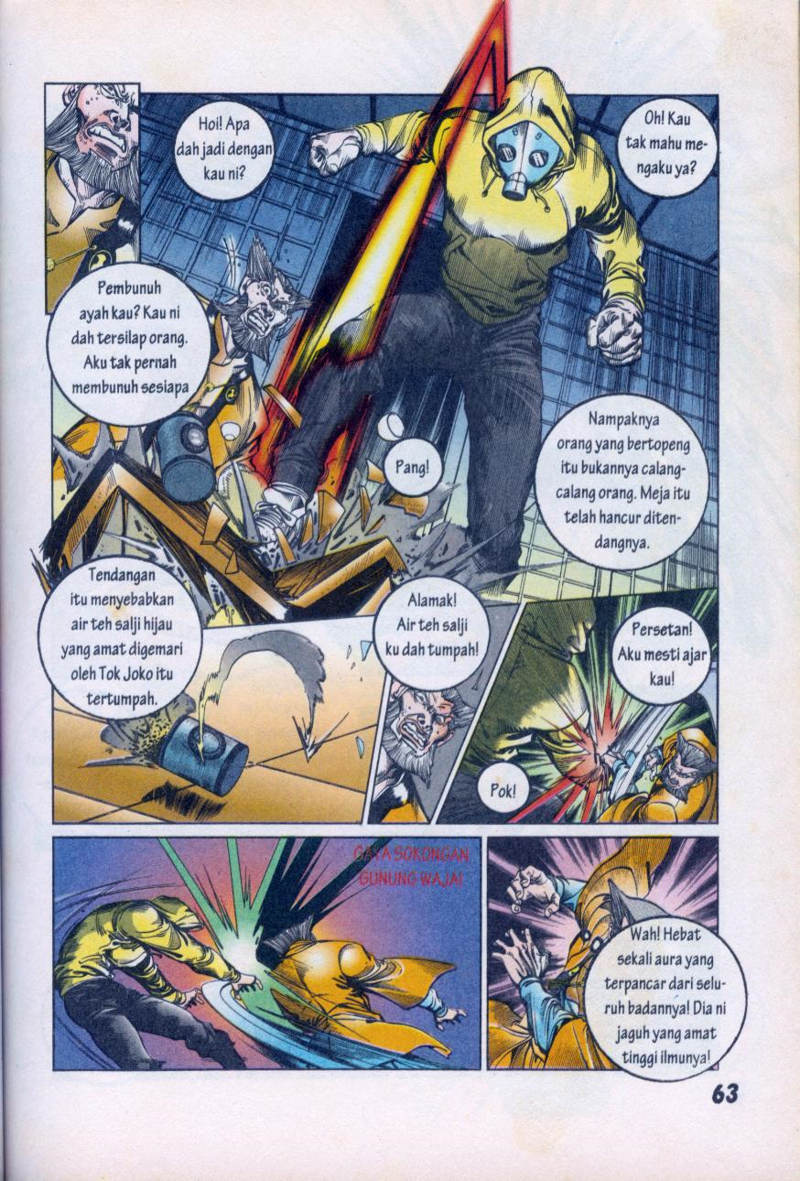 Hoi! Apa
dah jadi dengan
kau ni?
Oh! Kau
tak mahu me-
ngaku ya?
Pembunuh
ayah kau? Kau ni
dah tersilap orang.
Aku tak pernah
membunuh sesiapa
Pang!
Nampaknya
orang yang bertopeng
itu bukannya calang-
calang orang. Meja itu
telah hancur diten-
dangnya.
Tendangan
itu menyebabkan
air teh salji hijau
yang amat digemari
oleh Tok Joko itu
tertumpah.
Alamak!
Air teh salji
ku dah tumpah!
Persetan!
Aku mesti ajar
kau!
Pok!
GAYA SOKONGAN
GUNUNG WAJA!
Wah! Hebat
sekali aura yang
terpancar dari selu-
ruh badannya! Dia ni
jaguh yang amat
tinggi ilmunya!
63